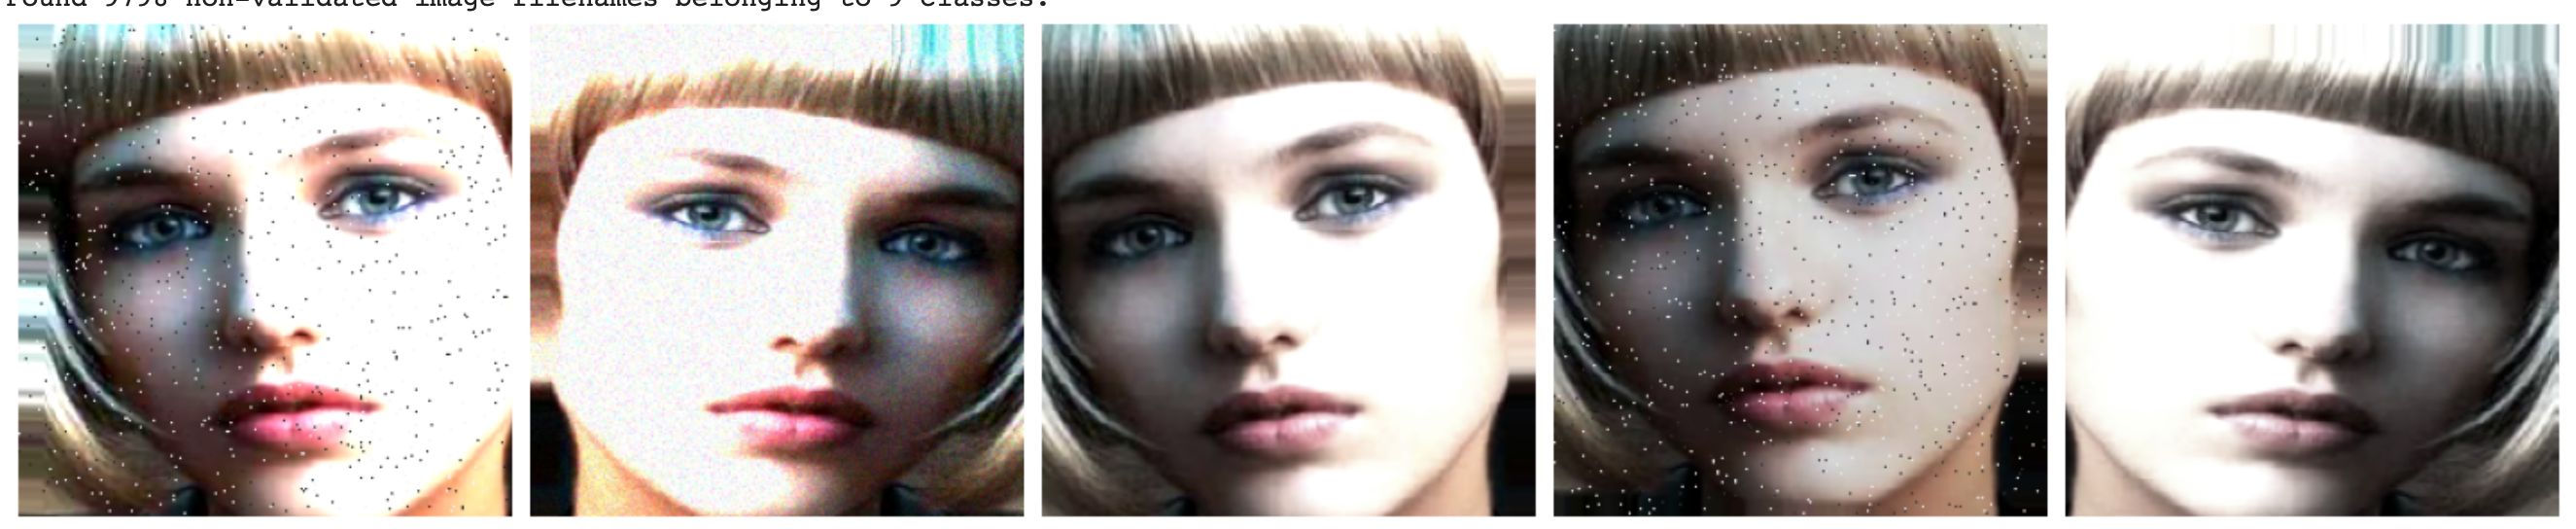 Found non-validated image filenames belonging to classes.